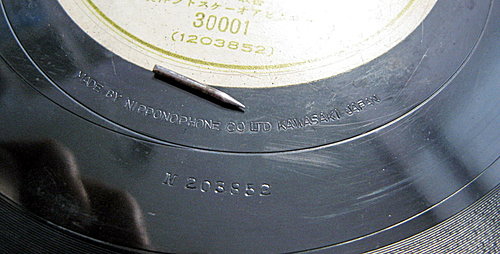 30001
(1203852)
MADE BY NIPPONOPHONE CO LTD KAWASAKI JAPAN
N 203852